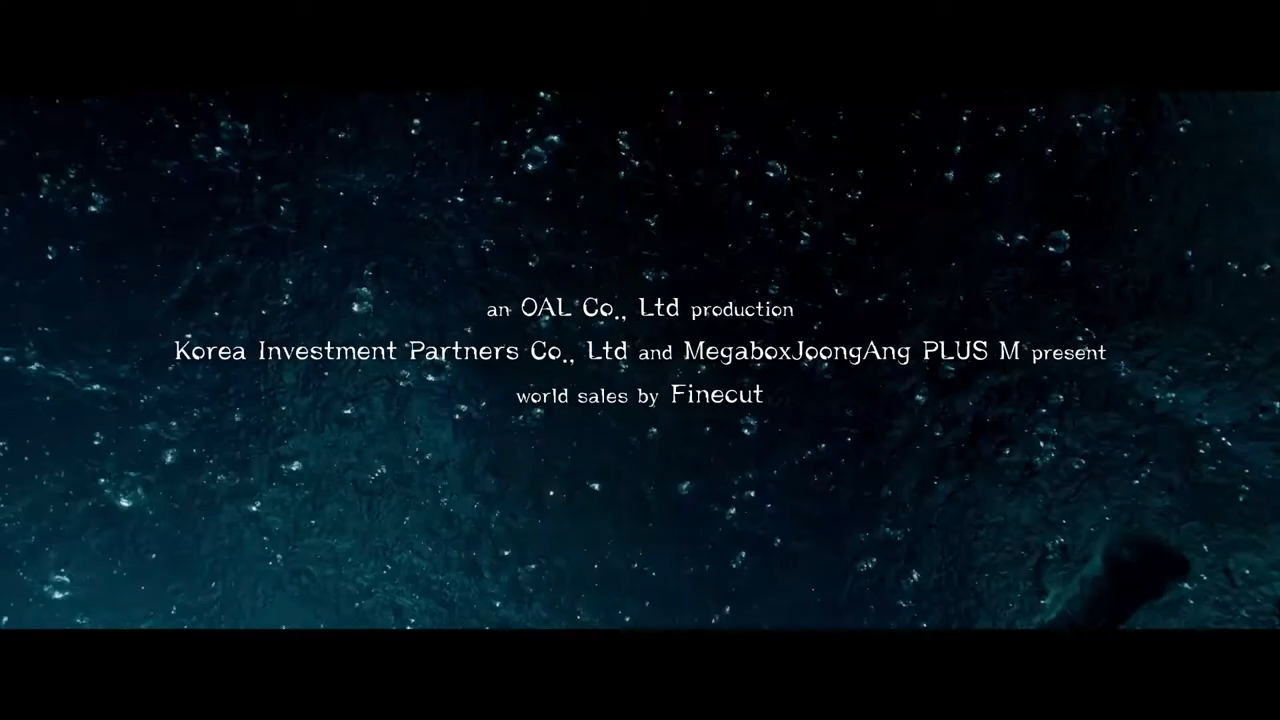 an OAL Co., Ltd production
Korea Investment Partners Co., Ltd and MegaboxJoongAng PLUS M present
world sales by Finecut